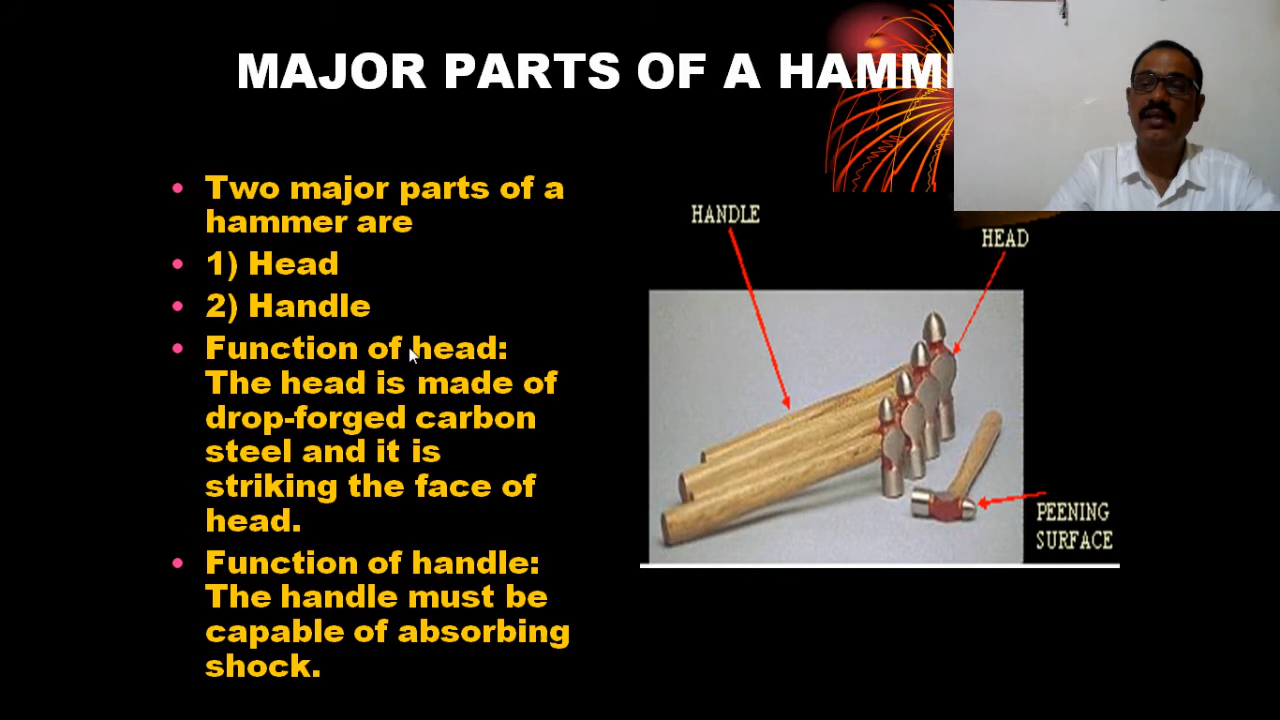 MAJOR PARTS OF A HAMM
• Two major parts of a
hammer are
• 1) Head
• 2) Handle
• Function of head:
The head is made of
drop-forged carbon
steel and it is
striking the face of
head.
• Function of handle:
The handle must be
capable of absorbing
shock.
HANDLE
HEAD
PEENING
SURFACE